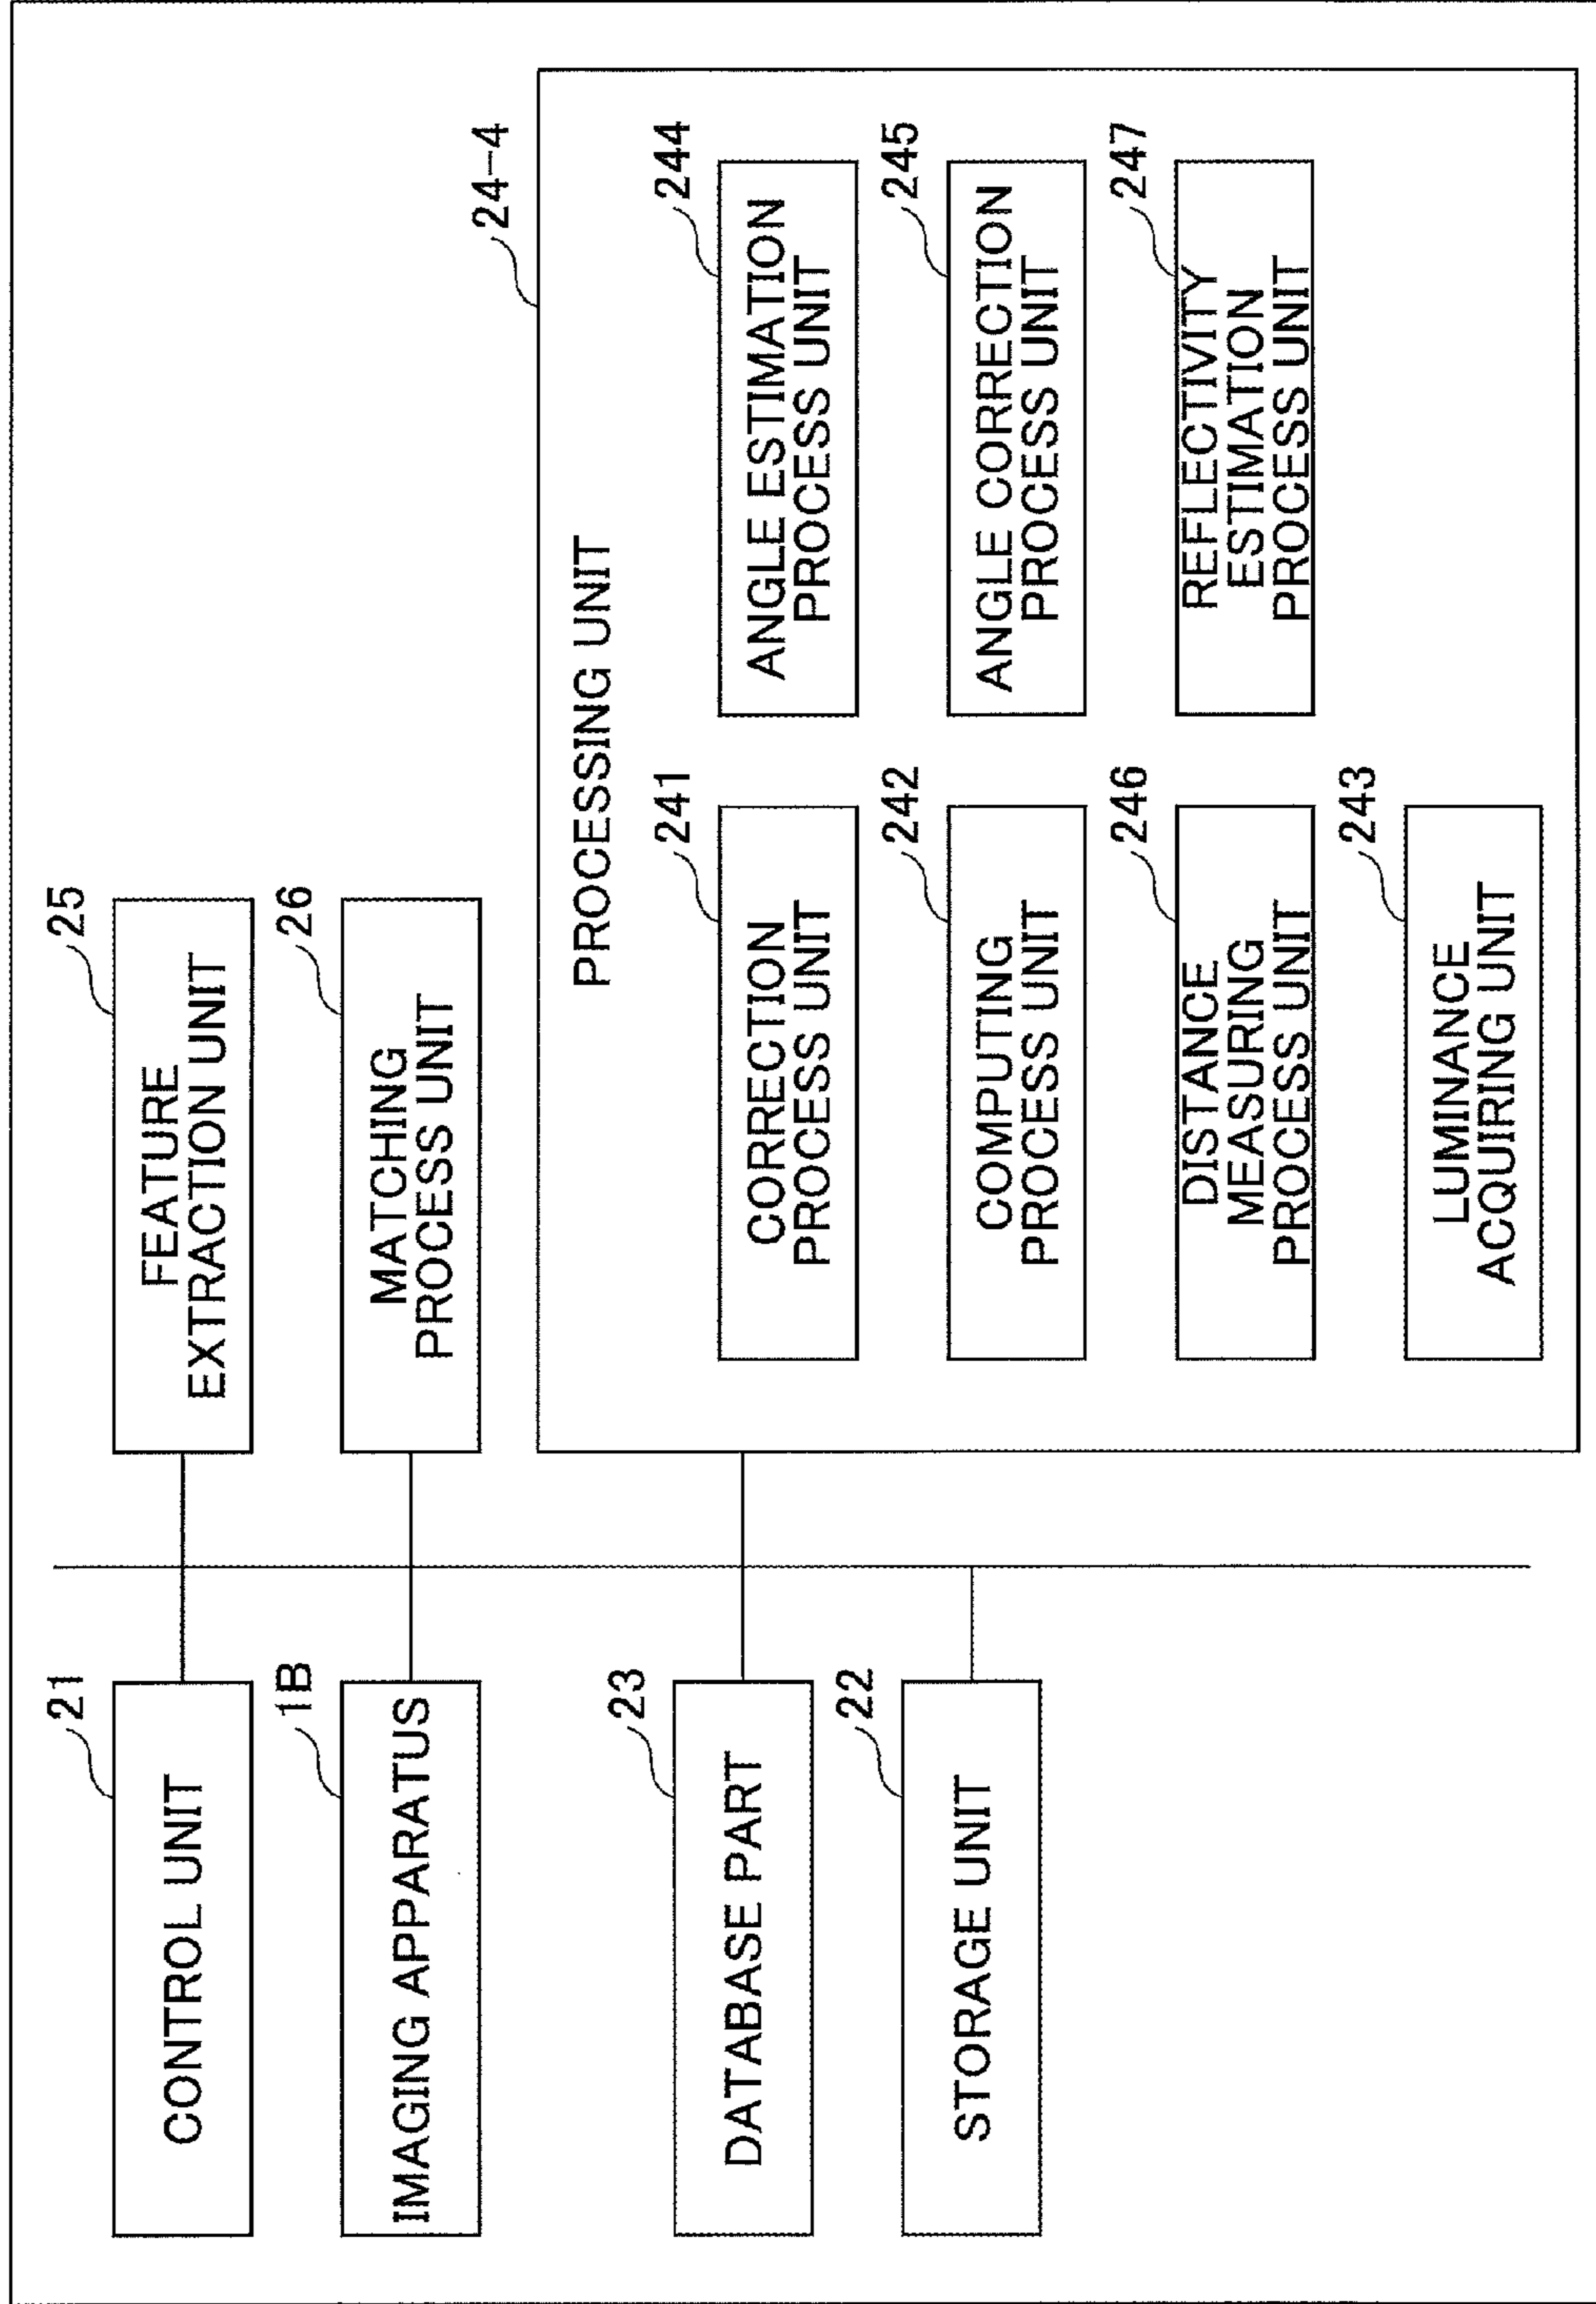 21
CONTROL UNIT
1B
IMAGING APPARATUS
23
DATABASE PART
22
STORAGE UNIT
25
FEATURE
EXTRACTION UNIT
26
MATCHING
PROCESS UNIT
24-4
PROCESSING UNIT
241
CORRECTION
PROCESS UNIT
242
COMPUTING
PROCESS UNIT
246
DISTANCE
MEASURING
PROCESS UNIT
243
LUMINANCE
ACQUIRING UNIT
244
ANGLE ESTIMATION
PROCESS UNIT
245
ANGLE CORRECTION
PROCESS UNIT
247
REFLECTIVITY
ESTIMATION
PROCESS UNIT